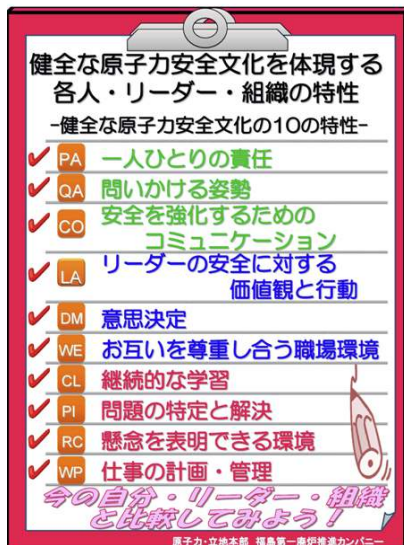 健全な原子力安全文化を体現する
各人・リーダー・組織の特性
-健全な原子力安全文化の10の特性-
PA 一人ひとりの責任
QA 問いかける姿勢
CO 安全を強化するための
コミュニケーション
LA リーダーの安全に対する
価値観と行動
DM 意思決定
WE お互いを尊重し合う職場環境
CL 継続的な学習
PI 問題の特定と解決
RC 懸念を表明できる環境
WP 仕事の計画・管理
今の自分・リーダー・組織
と比較してみよう!
原子力・立地本部 福島第一廃炉推進カンパニー